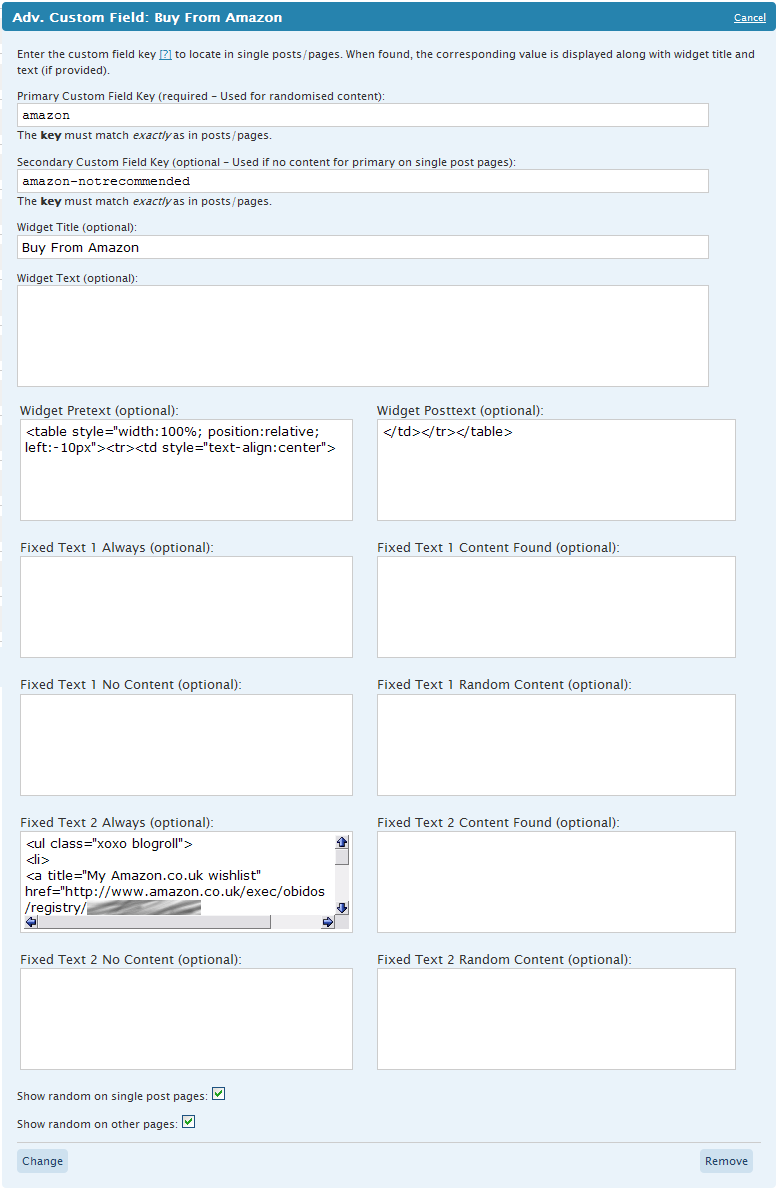 Adv. Custom Field: Buy From Amazon
Cancel
Enter the custom field key [?] to locate in single posts/pages. When found, the corresponding value is displayed along with widget title and
text (if provided).
Primary Custom Field Key (required – Used for randomised content):
amazon
The key must match exactly as in posts/pages.
Secondary Custom Field Key (optional – Used if no content for primary on single post pages):
amazon-notrecommended
The key must match exactly as in posts/pages.
Widget Title (optional):
Buy From Amazon
Widget Text (optional):
Widget Pretext (optional):
Widget Posttext (optional):
<table style="width:100%; position:relative;
left:-10px"><tr><td style="text-align:center">
</td></tr></table>
Fixed Text 1 Always (optional):
Fixed Text 1 Content Found (optional):
Fixed Text 1 No Content (optional):
Fixed Text 1 Random Content (optional):
Fixed Text 2 Always (optional):
Fixed Text 2 Content Found (optional):
<ul class="xoxo blogroll">
<li>
<a title="My Amazon.co.uk wishlist"
href="http://www.amazon.co.uk/exec/obidos
/registry/
Fixed Text 2 No Content (optional):
Fixed Text 2 Random Content (optional):
Show random on single post pages:
Show random on other pages:
Change
Remove